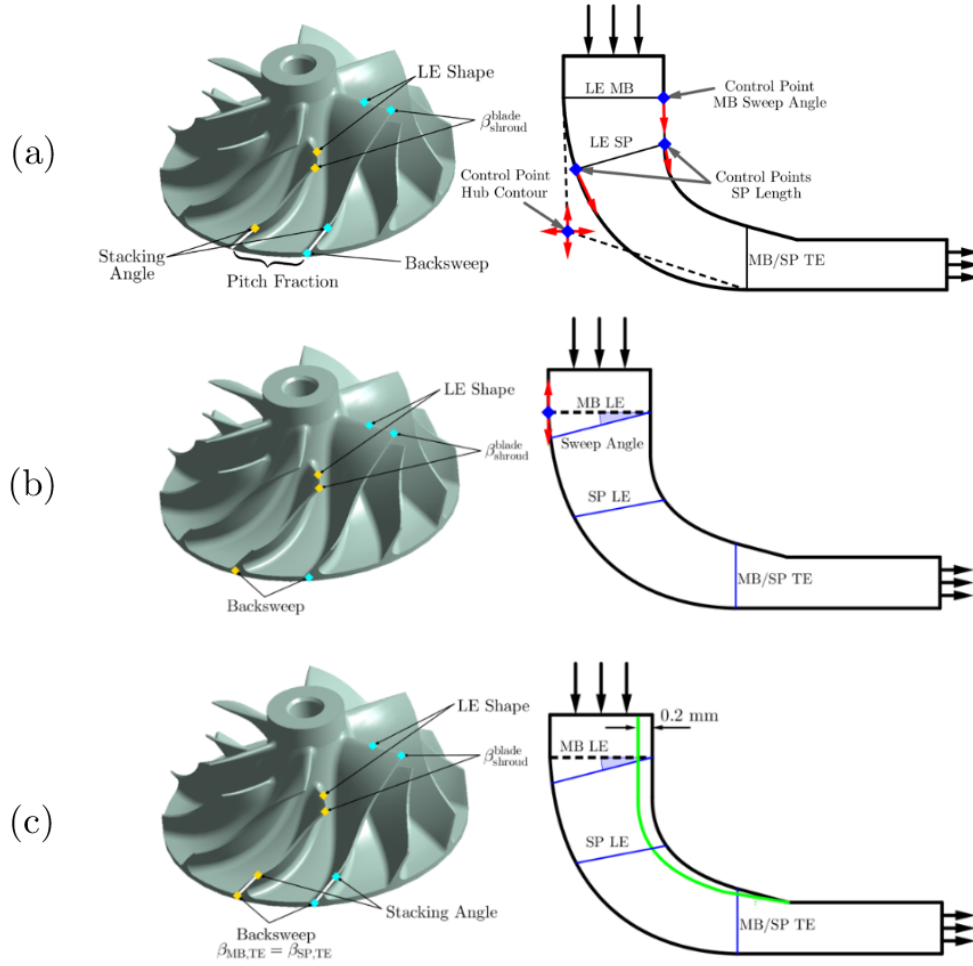 (a)
LE Shape
β^blade_shroud
Stacking
Angle
Pitch Fraction
Backsweep
LE MB
Control Point
MB Sweep Angle
LE SP
Control Point
Hub Contour
Control Points
SP Length
MB/SP TE
(b)
LE Shape
β^blade_shroud
Backsweep
MB LE
Sweep Angle
SP LE
MB/SP TE
(c)
LE Shape
β^blade_shroud
Stacking Angle
Backsweep
β_MB,TE = β_SP,TE
0.2 mm
MB LE
SP LE
MB/SP TE